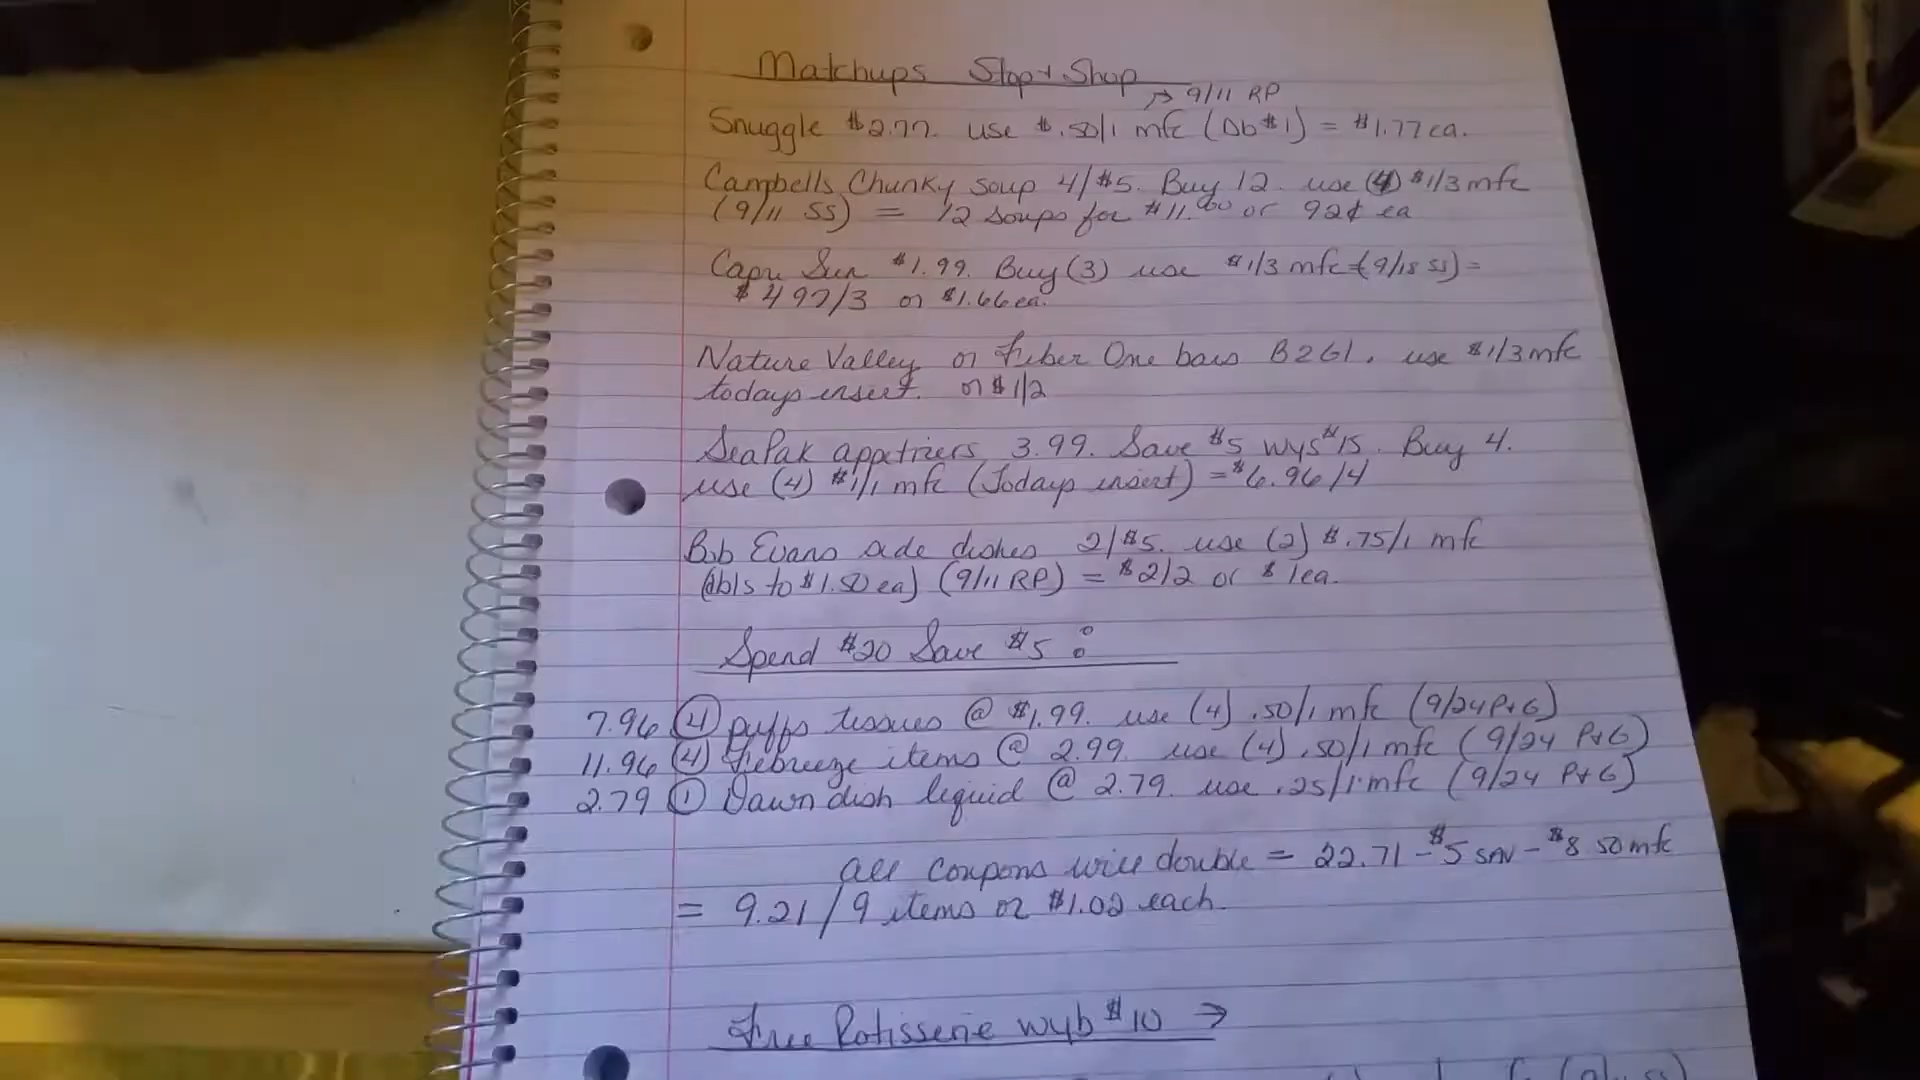 Matchups Stop + Shop
→ 9/11 RP
Snuggle $2.77. use $.50/1 mfc (Db $1) = $1.77 ea.
Campbells Chunky soup 4/$5. Buy 12. use (4) $1/3 mfc
(9/11 SS) = 12 soups for $11.00 or 92¢ ea
Capri Sun $1.99. Buy (3) use $1/3 mfc (9/18 SS) =
$497/3 or $1.66 ea.
Nature Valley or Fiber One bars B2G1. use $1/3 mfc
todays insert. or $1/2
SeaPak appetizers 3.99. Save $5 wys $15. Buy 4.
use (4) $1/1 mfc (Todays insert) = $6.96/4
Bob Evans side dishes 2/$5. use (2) $.75/1 mfc
(dbls to $1.50 ea) (9/11 RP) = $2/2 or $1 ea.
Spend $20 Save $5:
7.96 (4) puffs tissues @ $1.99. use (4) .50/1 mfc (9/24 P+G)
11.96 (4) Febreeze items @ 2.99. use (4) .50/1 mfc (9/24 P+G)
2.79 (1) Dawn dish liquid @ 2.79. use .25/1 mfc (9/24 P+G)
all coupons will double = 22.71 - $5 SAV - $8 50 mfc
= 9.21/9 items or $1.02 each.
Free Rotisserie wyb $10 →